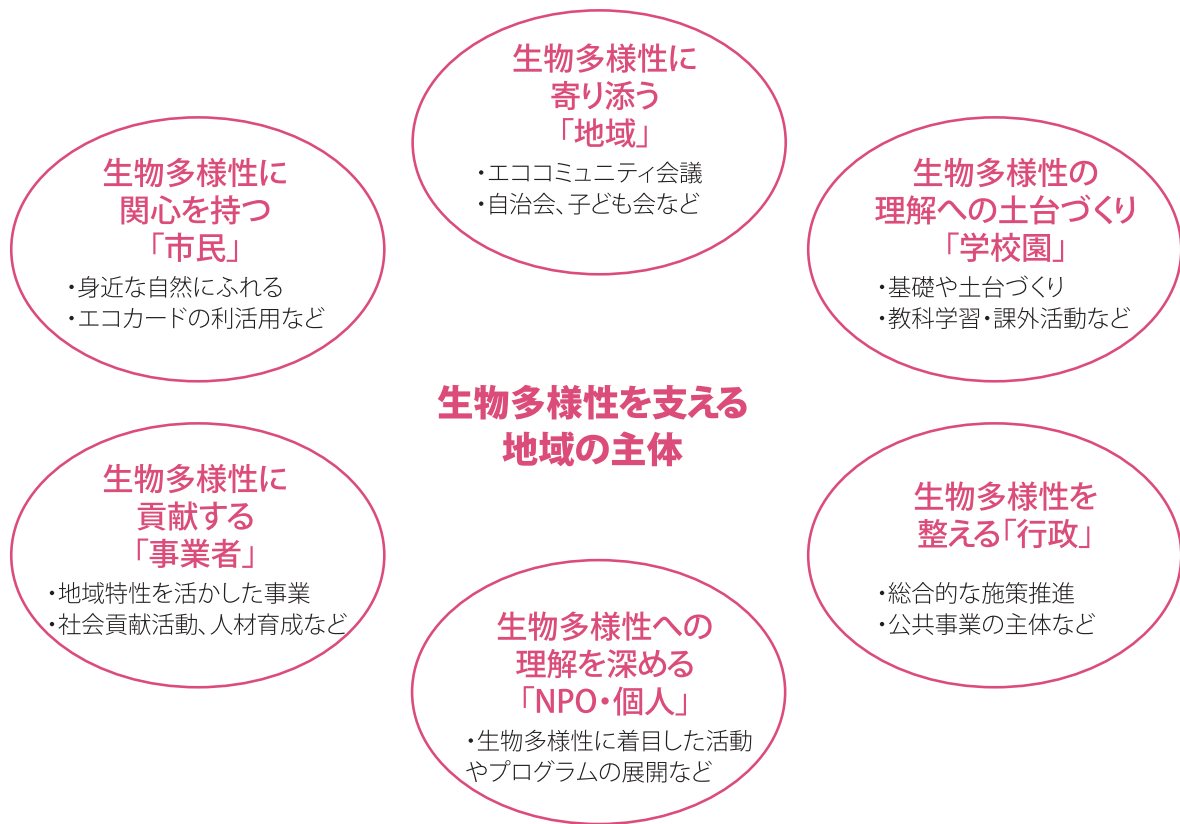 生物多様性に
寄り添う
「地域」
・エココミュニティ会議
・自治会、子ども会など
生物多様性に
関心を持つ
「市民」
・身近な自然にふれる
・エコカードの利活用など
生物多様性の
理解への土台づくり
「学校園」
・基礎や土台づくり
・教科学習・課外活動など
生物多様性を支える
地域の主体
生物多様性に
貢献する
「事業者」
・地域特性を活かした事業
・社会貢献活動、人材育成など
生物多様性を
整える「行政」
・総合的な施策推進
・公共事業の主体など
生物多様性への
理解を深める
「NPO・個人」
・生物多様性に着目した活動
やプログラムの展開など